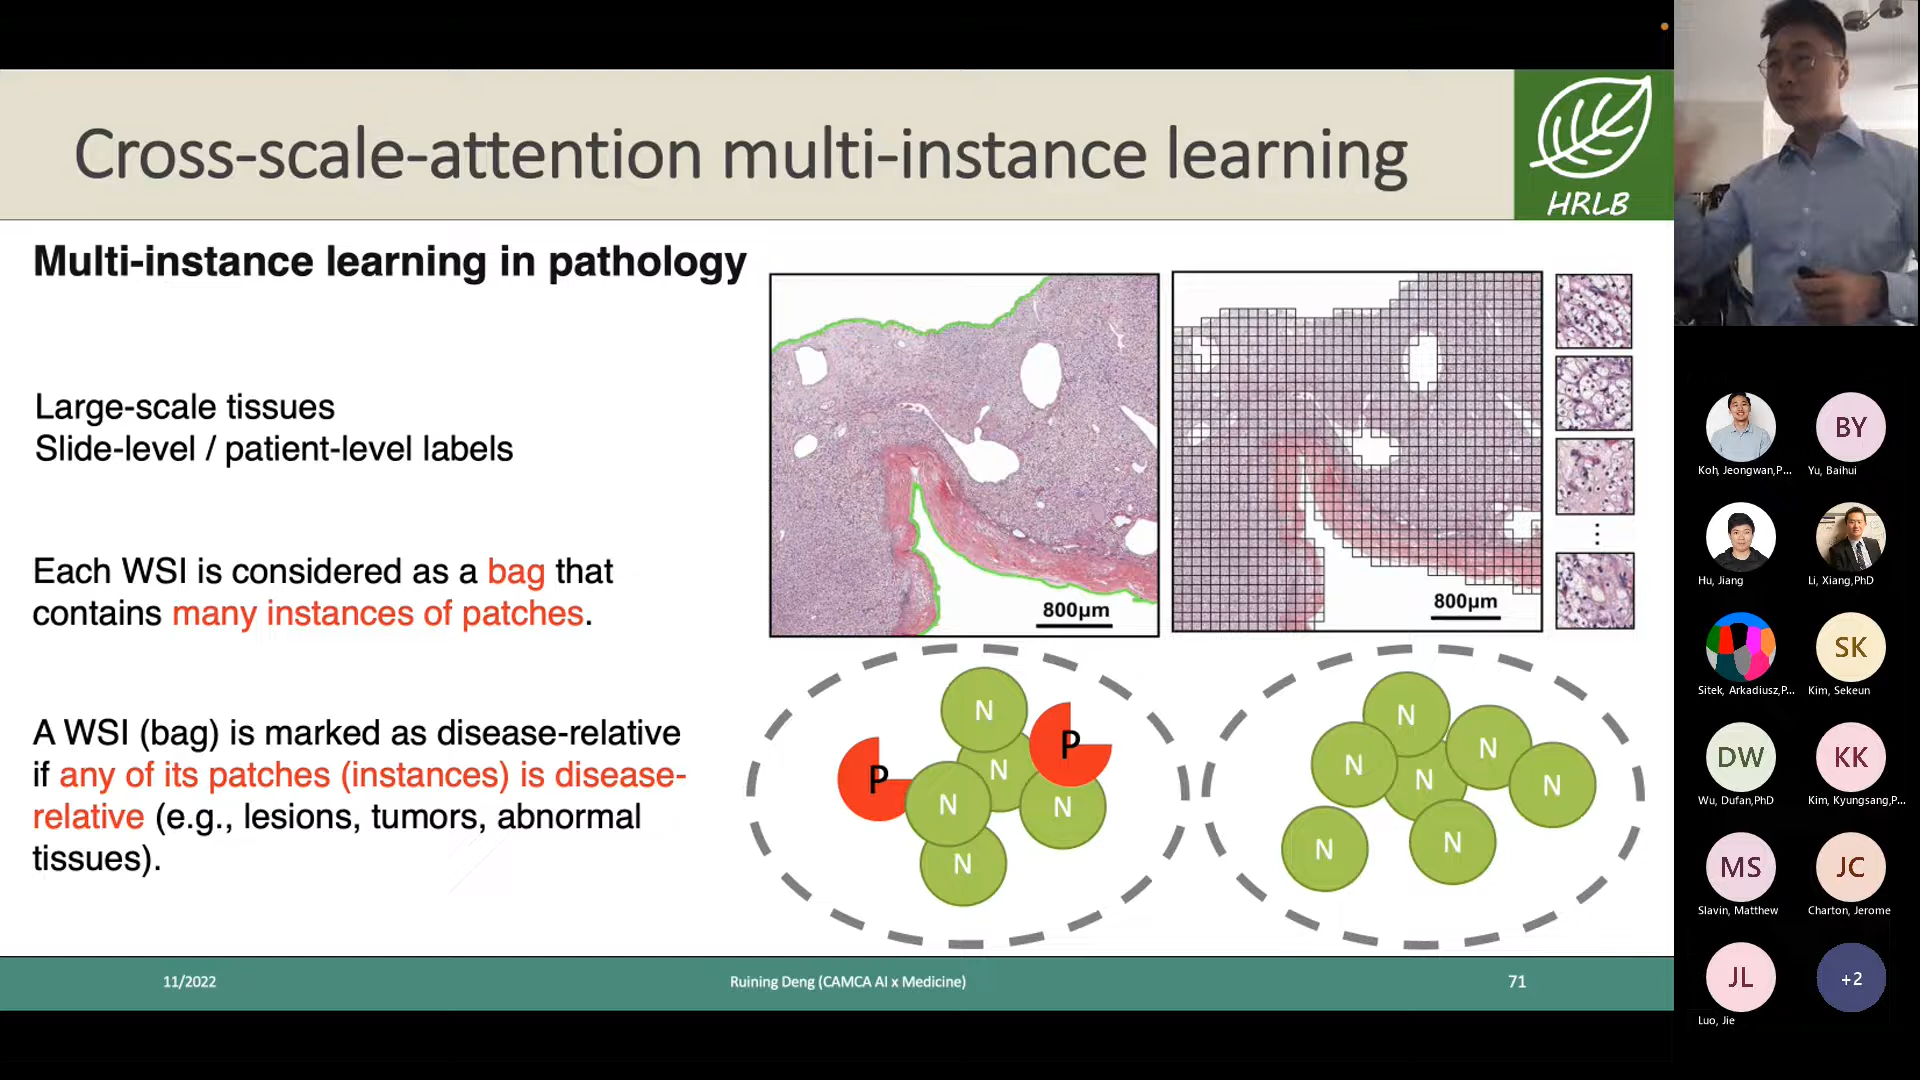 Cross-scale-attention multi-instance learning
HRLB
Multi-instance learning in pathology
Large-scale tissues
Slide-level / patient-level labels
Each WSI is considered as a bag that
contains many instances of patches.
A WSI (bag) is marked as disease-relative
if any of its patches (instances) is disease-
relative (e.g., lesions, tumors, abnormal
tissues).
800μm
800μm
N
P
P
N
N
N
N
N
N
N
N
N
N
N
N
11/2022
Ruining Deng (CAMCA AI x Medicine)
71
Koh, Jeongwan,P...
BY
Yu, Baihui
Hu, Jiang
Li, Xiang,PhD
Sitek, Arkadiusz,P...
SK
Kim, Sekeun
DW
Wu, Dufan,PhD
KK
Kim, Kyungsang,P...
MS
Slavin, Matthew
JC
Charton, Jerome
JL
Luo, Jie
+2